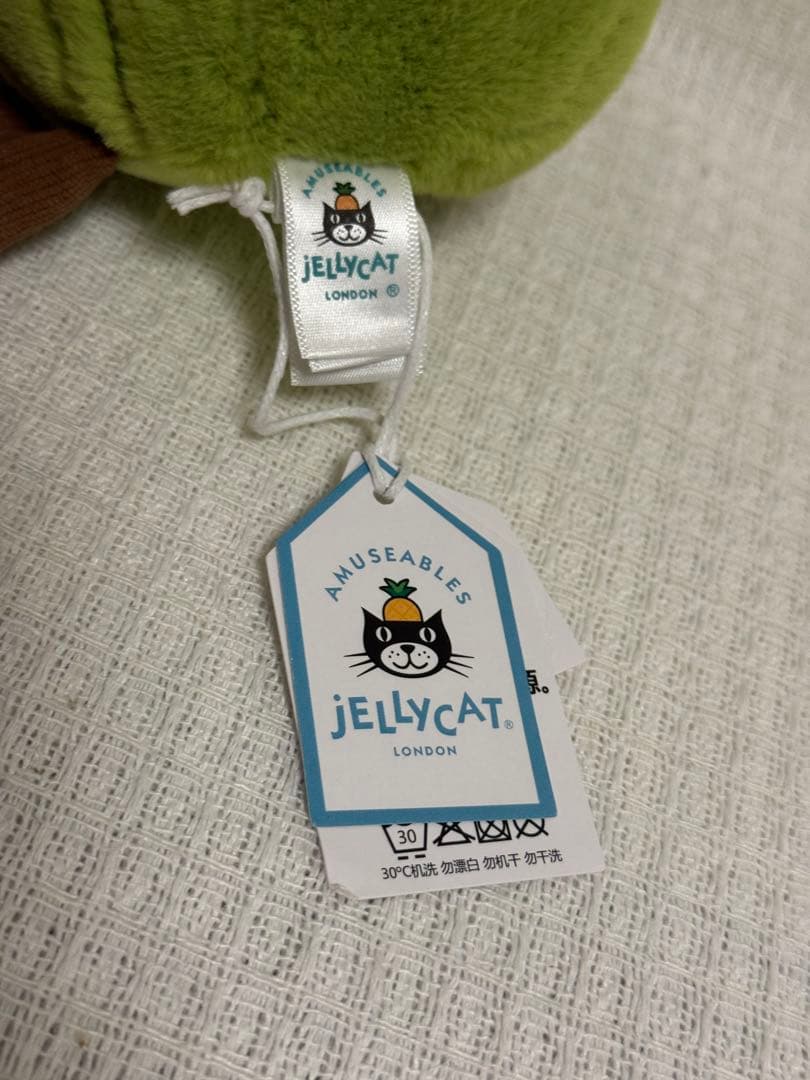 AMUSEABLES
jELLYCAT
LONDON ®
AMUSEABLES
jELLYCAT®
LONDON
。
30
30℃机洗 勿漂白 勿机干 勿干洗